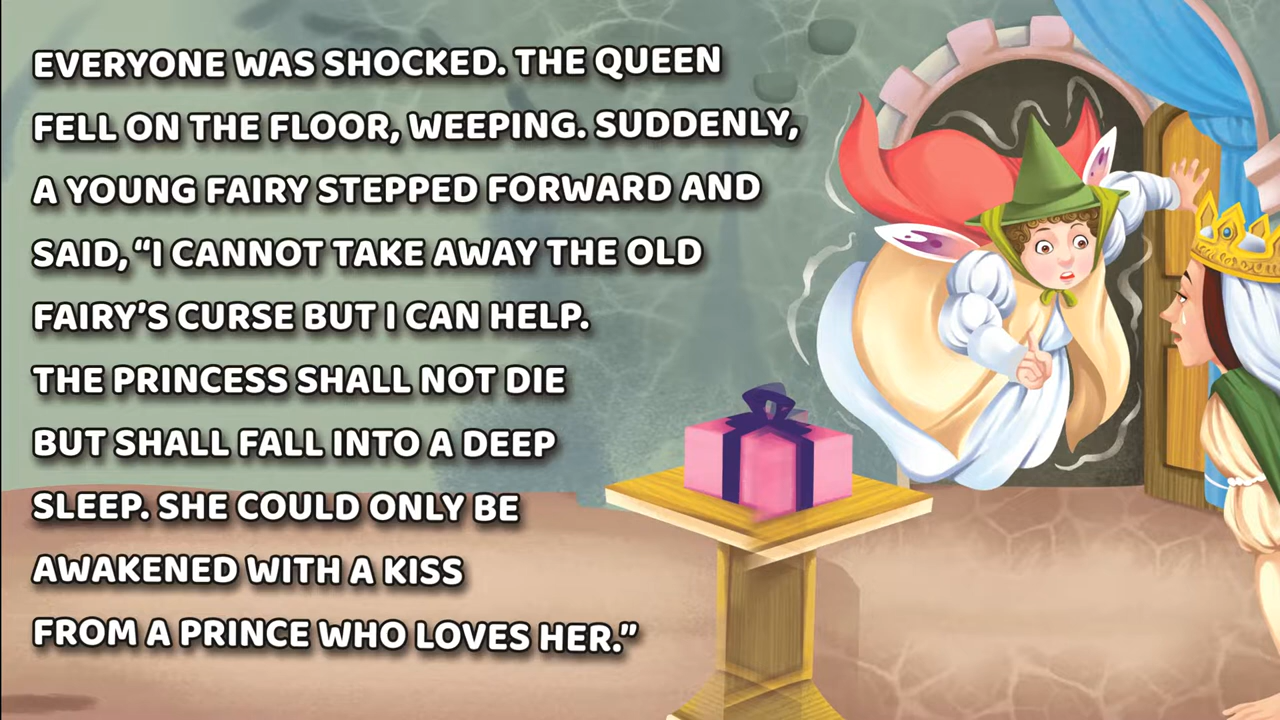 EVERYONE WAS SHOCKED. THE QUEEN
FELL ON THE FLOOR, WEEPING. SUDDENLY,
A YOUNG FAIRY STEPPED FORWARD AND
SAID, “I CANNOT TAKE AWAY THE OLD
FAIRY’S CURSE BUT I CAN HELP.
THE PRINCESS SHALL NOT DIE
BUT SHALL FALL INTO A DEEP
SLEEP. SHE COULD ONLY BE
AWAKENED WITH A KISS
FROM A PRINCE WHO LOVES HER.”